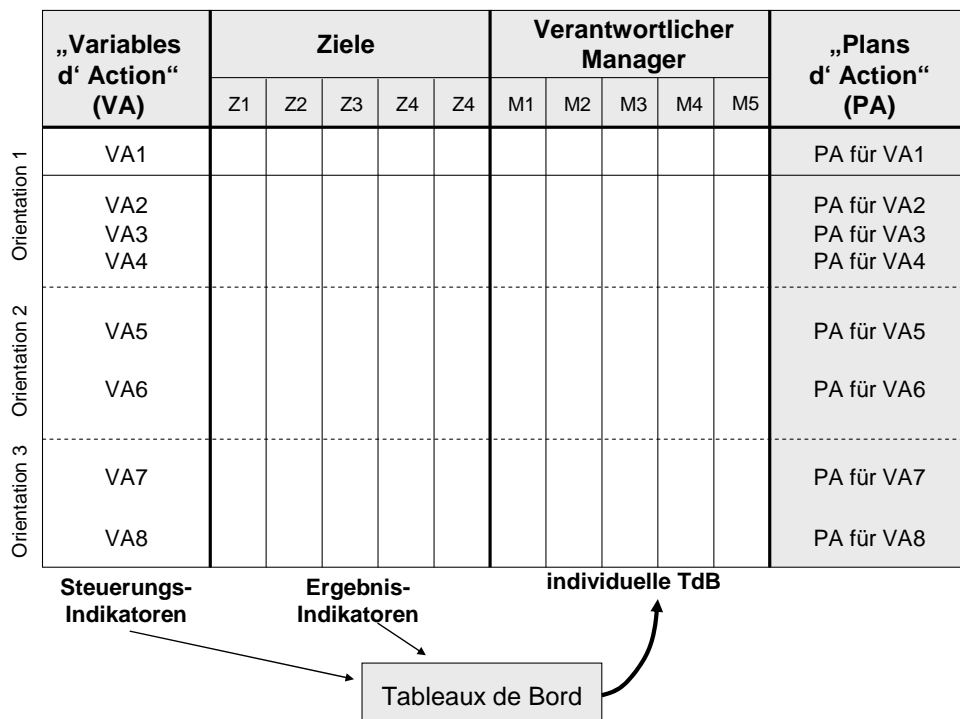 „Variables
d‘ Action“
(VA)
Ziele
Verantwortlicher
Manager
„Plans
d‘ Action“
(PA)
Z1 Z2 Z3 Z4 Z4 M1 M2 M3 M4 M5
Orientation 1
VA1 PA für VA1
VA2 PA für VA2
VA3 PA für VA3
VA4 PA für VA4
Orientation 2
VA5 PA für VA5
VA6 PA für VA6
Orientation 3
VA7 PA für VA7
VA8 PA für VA8
Steuerungs-
Indikatoren
Ergebnis-
Indikatoren
individuelle TdB
Tableaux de Bord